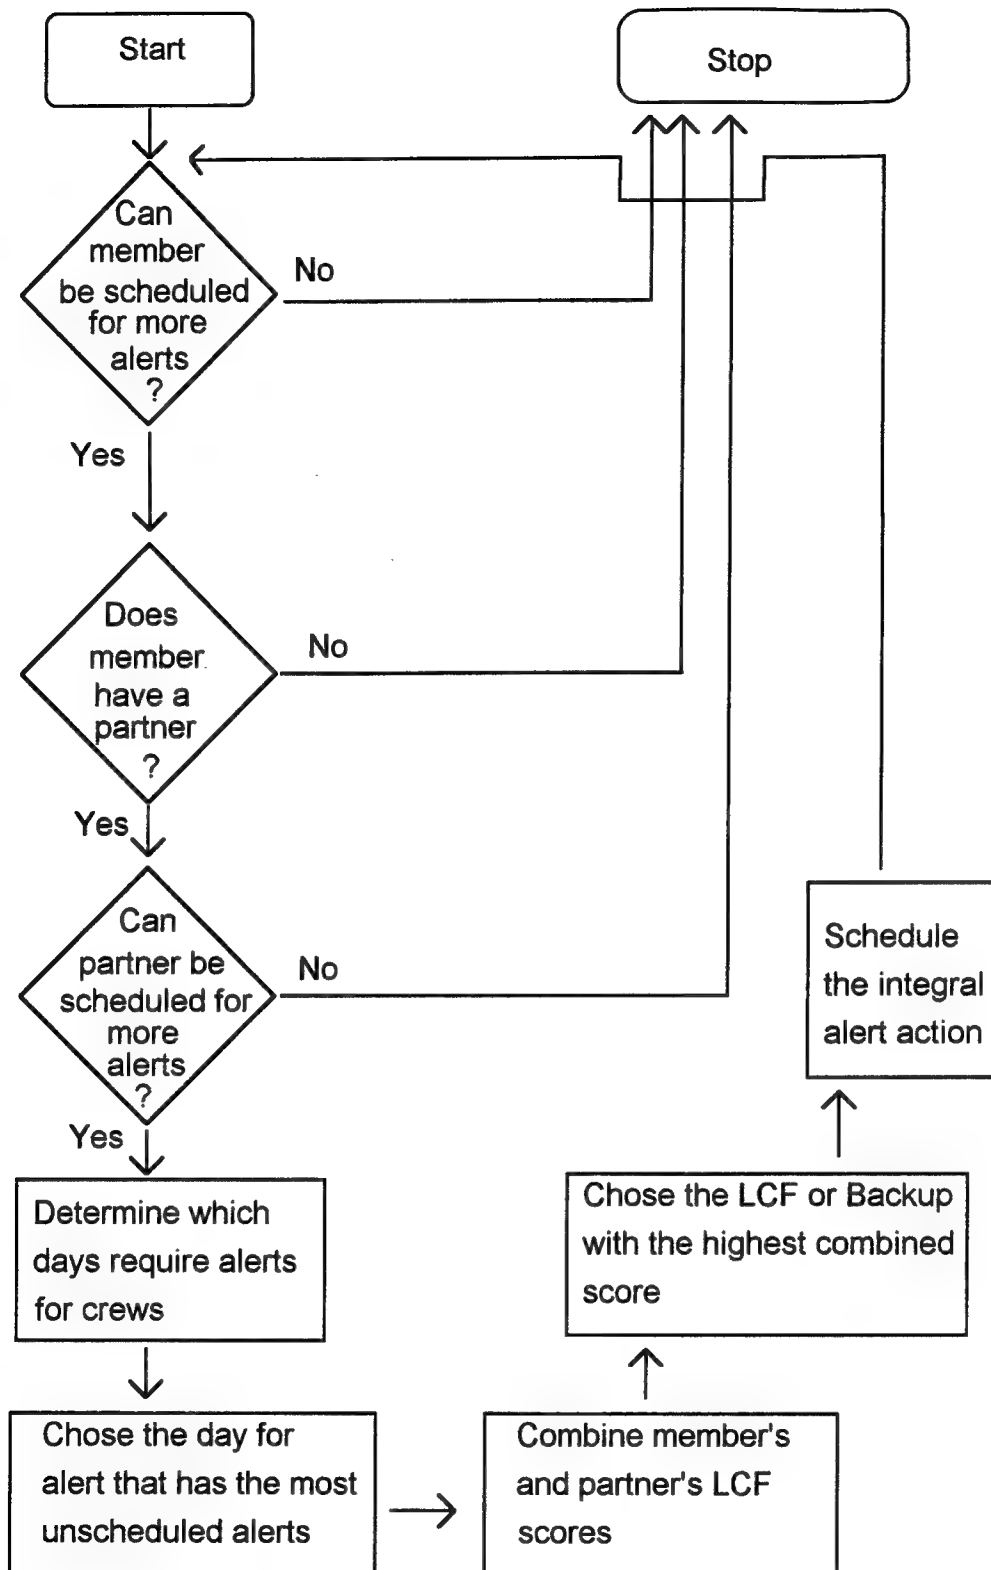 Start
Stop
Can
member
be scheduled
for more
alerts
?
No
Yes
Does
member
have a
partner
?
No
Yes
Can
partner be
scheduled for
more
alerts
?
No
Yes
Determine which
days require alerts
for crews
Chose the day for
alert that has the most
unscheduled alerts
Combine member's
and partner's LCF
scores
Chose the LCF or Backup
with the highest combined
score
Schedule
the integral
alert action